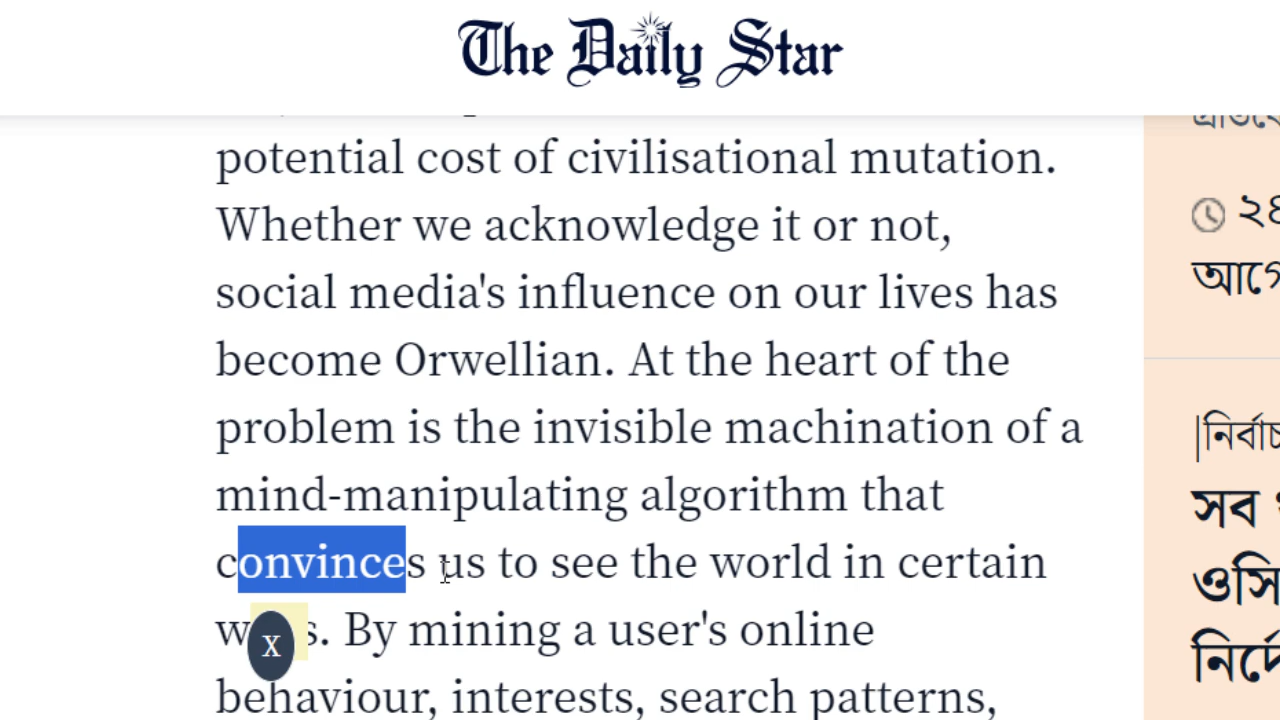 The Daily Star
potential cost of civilisational mutation.
Whether we acknowledge it or not,
social media's influence on our lives has
become Orwellian. At the heart of the
problem is the invisible machination of a
mind-manipulating algorithm that
convinces us to see the world in certain
By mining a user's online
behaviour, interests, search patterns,
x
২৪
আগে
সব